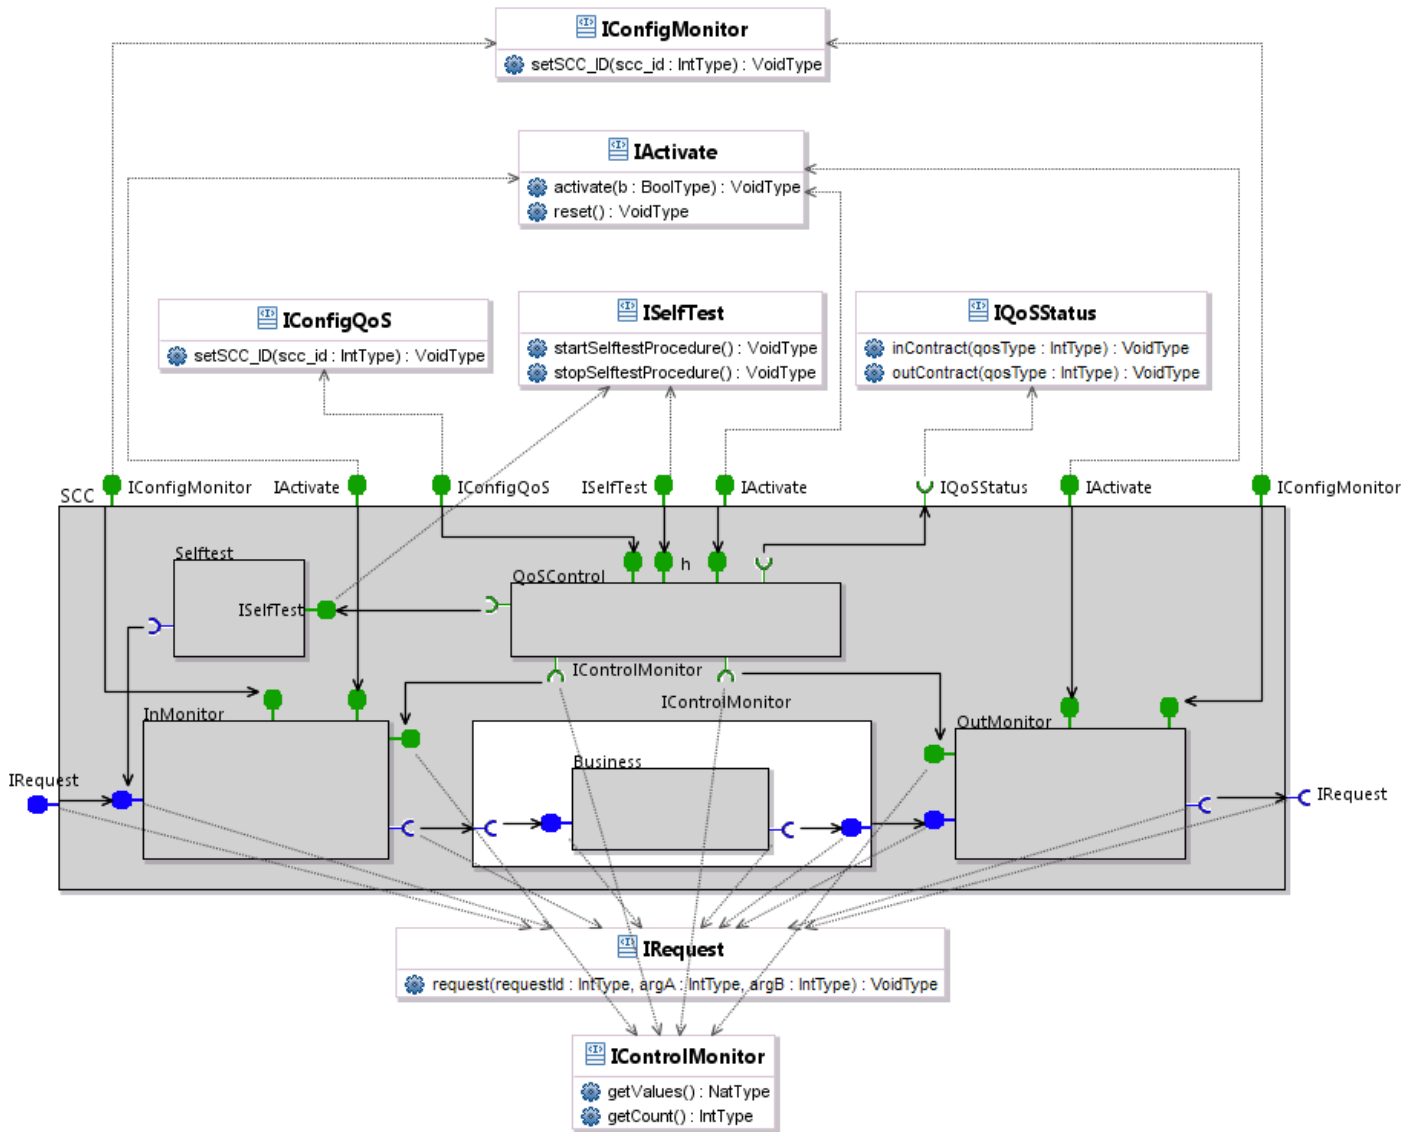 IConfigMonitor
setSCC_ID(scc_id : IntType) : VoidType
IActivate
activate(b : BoolType) : VoidType
reset() : VoidType
IConfigQoS
setSCC_ID(scc_id : IntType) : VoidType
ISelfTest
startSelftestProcedure() : VoidType
stopSelftestProcedure() : VoidType
IQoSStatus
inContract(qosType : IntType) : VoidType
outContract(qosType : IntType) : VoidType
SCC
IConfigMonitor
IActivate
IConfigQoS
ISelfTest
IActivate
IQoSStatus
IActivate
IConfigMonitor
Selftest
ISelfTest
h
QoSControl
IControlMonitor
IControlMonitor
InMonitor
OutMonitor
Business
IRequest
IRequest
IRequest
request(requestId : IntType, argA : IntType, argB : IntType) : VoidType
IControlMonitor
getValues() : NatType
getCount() : IntType